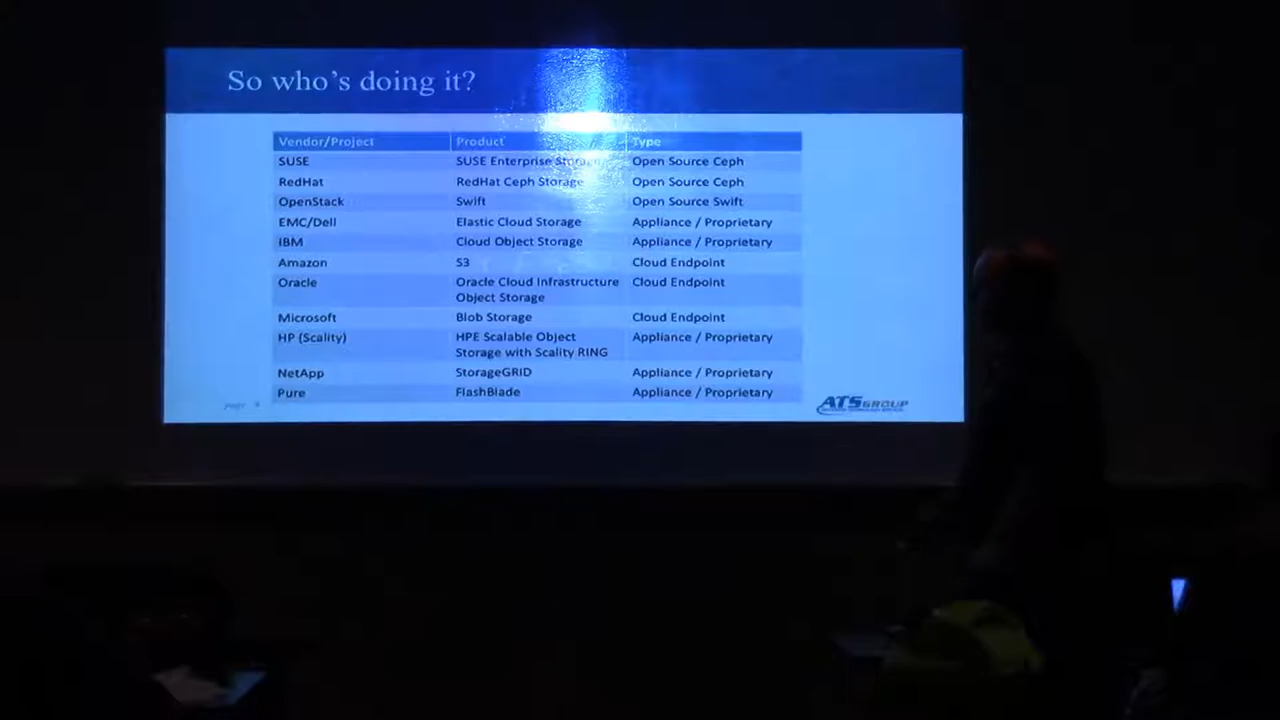 So who's doing it?
Vendor/Project Product Type
SUSE SUSE Enterprise Storage Open Source Ceph
RedHat RedHat Ceph Storage Open Source Ceph
OpenStack Swift Open Source Swift
EMC/Dell Elastic Cloud Storage Appliance / Proprietary
IBM Cloud Object Storage Appliance / Proprietary
Amazon S3 Cloud Endpoint
Oracle Oracle Cloud Infrastructure Cloud Endpoint
Object Storage
Microsoft Blob Storage Cloud Endpoint
HP (Scality) HPE Scalable Object Appliance / Proprietary
Storage with Scality RING
NetApp StorageGRID Appliance / Proprietary
Pure FlashBlade Appliance / Proprietary
page
ATSGROUP